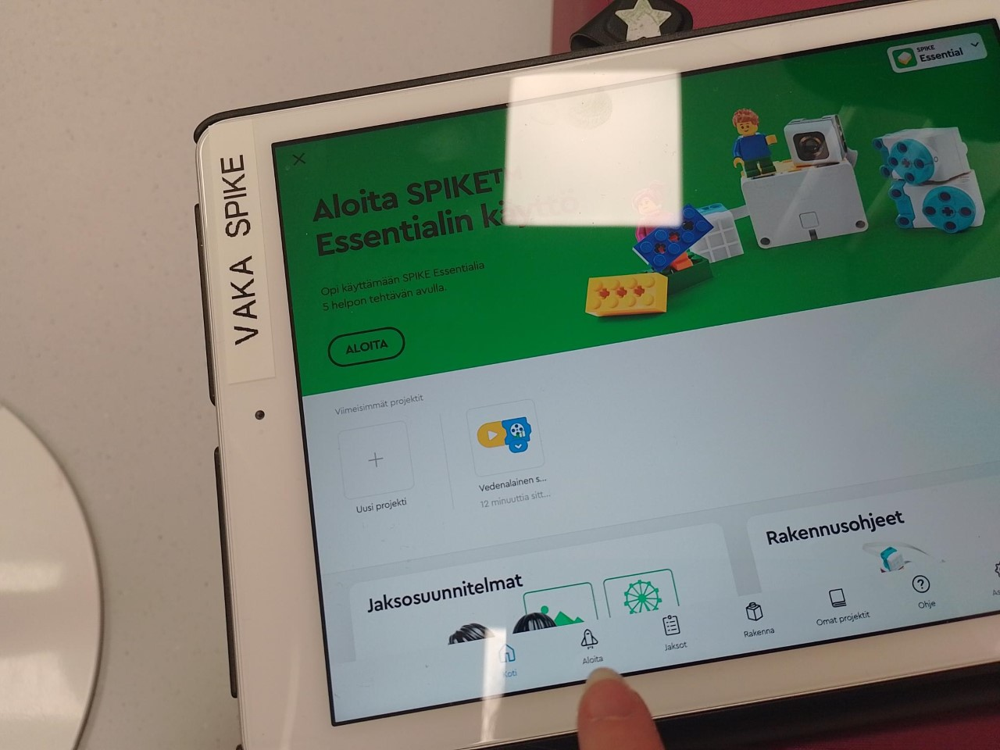 VAKA SPIKE
SPIKE
Essential
Aloita SPIKE
Essentialin käyttö
Opi käyttämään SPIKE Essentialia
5 helpon tehtävän avulla.
ALOITA
Viimeisimmät projektit
Uusi projekti
Vedenalainen s...
12 minuuttia sitt...
Jaksosuunnitelmat
Rakennusohjeet
Koti
Aloita
Jaksot
Rakenna
Omat projektit
Ohje